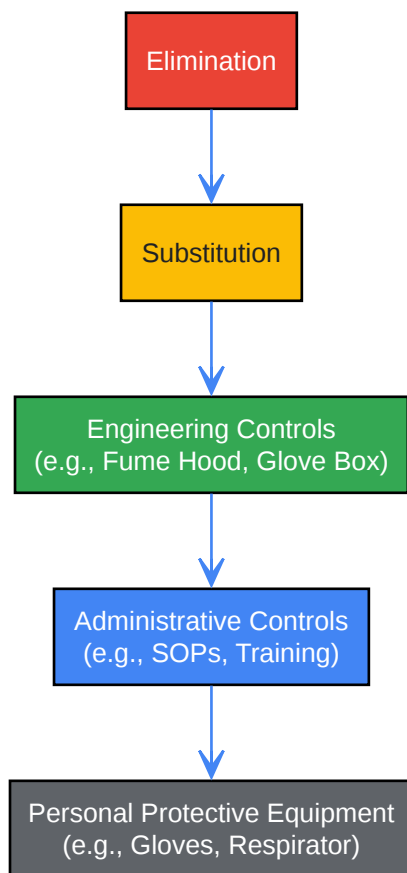 Elimination
Substitution
Engineering Controls
(e.g., Fume Hood, Glove Box)
Administrative Controls
(e.g., SOPs, Training)
Personal Protective Equipment
(e.g., Gloves, Respirator)